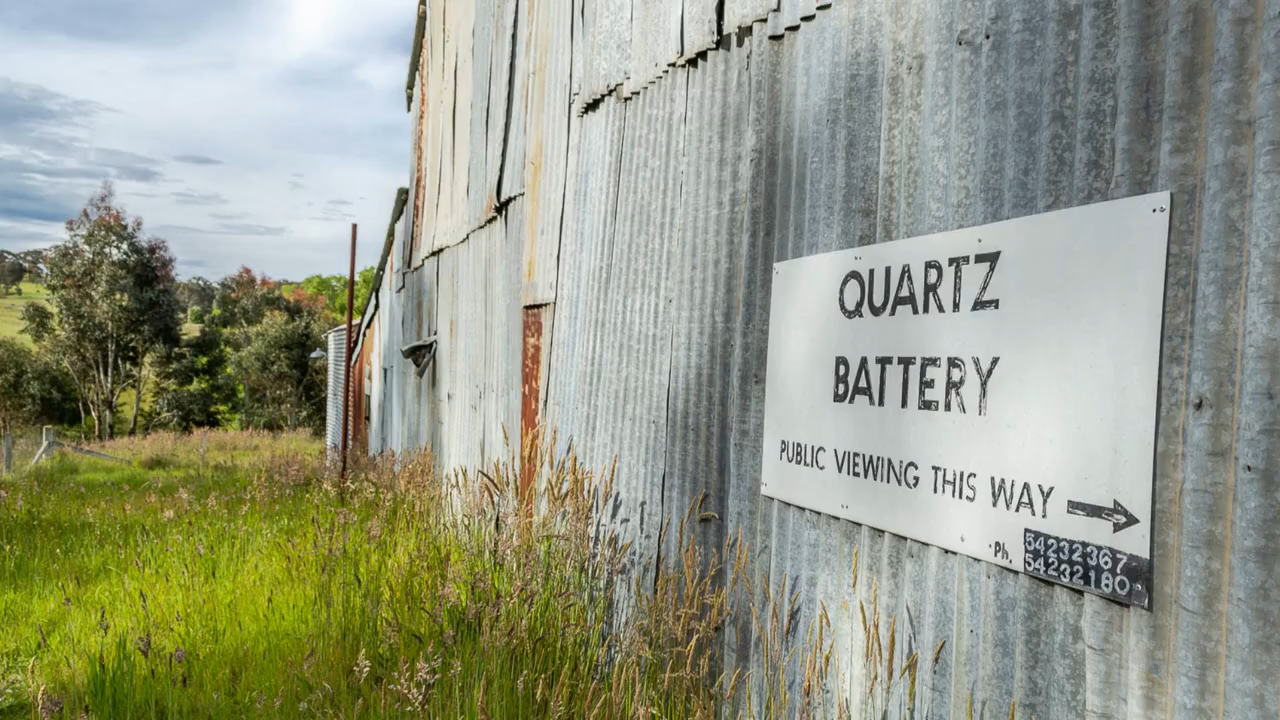 QUARTZ
BATTERY
PUBLIC VIEWING THIS WAY →
Ph. 54232367
54232180